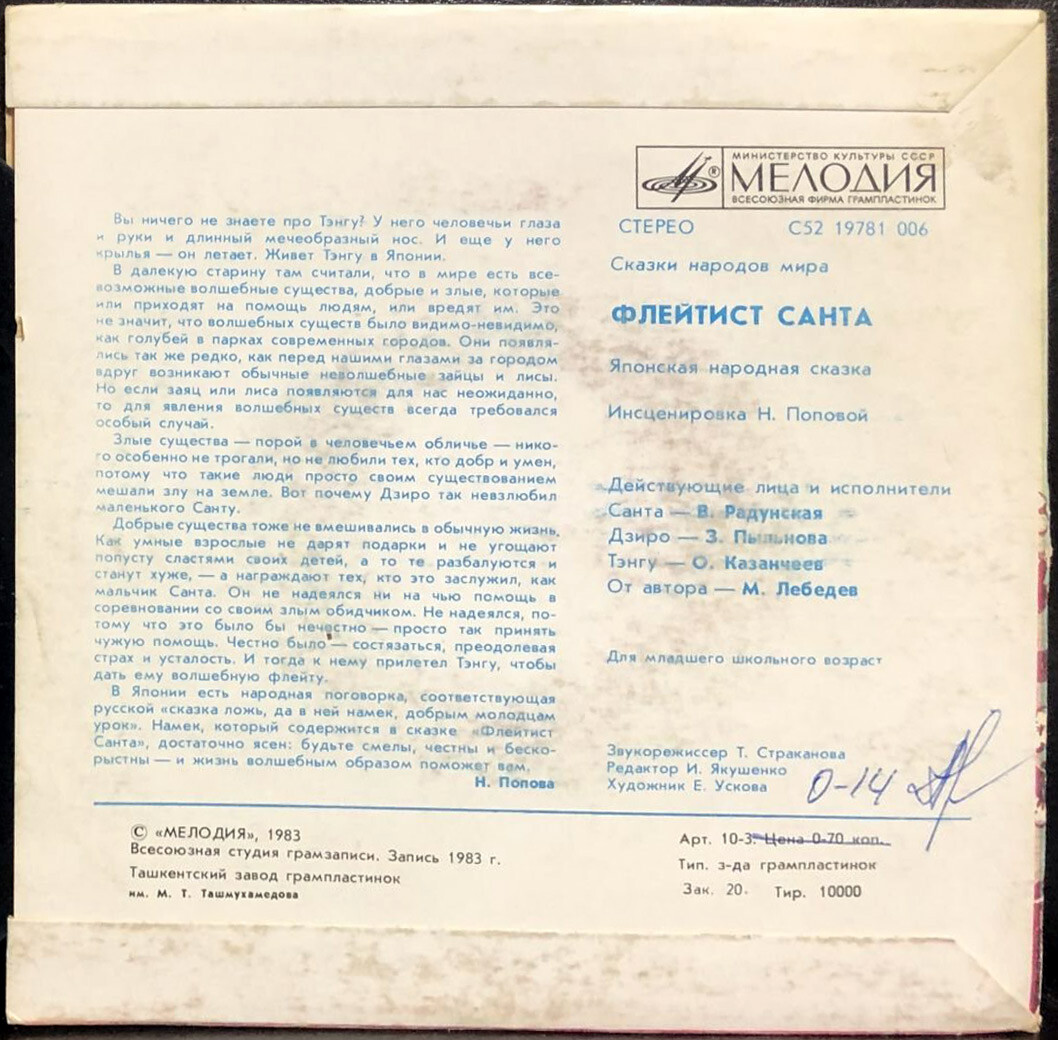 Вы ничего не знаете про Тэнгу? У него человечьи глаза
и руки и длинный мечеобразный нос. И еще у него
крылья — он летает. Живет Тэнгу в Японии.
В далекую старину там считали, что в мире есть все-
возможные волшебные существа, добрые и злые, которые
или приходят на помощь людям, или вредят им. Это
не значит, что волшебных существ было видимо-невидимо,
как голубей в парках современных городов. Они появля-
лись так же редко, как перед нашими глазами за городом
вдруг возникают обычные неволшебные зайцы и лисы.
Но если заяц или лиса появляются для нас неожиданно,
то для явления волшебных существ всегда требовался
особый случай.
Злые существа — порой в человечьем обличье — нико-
го особенно не трогали, но не любили тех, кто добр и умен,
потому что такие люди просто своим существованием
мешали злу на земле. Вот почему Дзиро так невзлюбил
маленького Санту.
Добрые существа тоже не вмешивались в обычную жизнь.
Как умные взрослые не дарят подарки и не угощают
попусту сластями своих детей, а то те разбалуются и
станут хуже, — а награждают тех, кто это заслужил, как
мальчик Санта. Он не надеялся ни на чью помощь в
соревновании со своим злым обидчиком. Не надеялся, по-
тому что это было бы нечестно — просто так принять
чужую помощь. Честно было — состязаться, преодолевая
страх и усталость. И тогда к нему прилетел Тэнгу, чтобы
дать ему волшебную флейту.
В Японии есть народная поговорка, соответствующая
русской «сказка ложь, да в ней намек, добрым молодцам
урок». Намек, который содержится в сказке «Флейтист
Санта», достаточно ясен: будьте смелы, честны и беско-
рыстны — и жизнь волшебным образом поможет вам.
Н. Попова
МИНИСТЕРСТВО КУЛЬТУРЫ СССР
® МЕЛОДИЯ
ВСЕСОЮЗНАЯ ФИРМА ГРАМПЛАСТИНОК
СТЕРЕО С52 19781 006
Сказки народов мира
ФЛЕЙТИСТ САНТА
Японская народная сказка
Инсценировка Н. Поповой
Действующие лица и исполнители
Санта — В. Радунская
Дзиро — З. Пыльнова
Тэнгу — О. Казанчеев
От автора — М. Лебедев
Для младшего школьного возраст
Звукорежиссер Т. Страканова
Редактор И. Якушенко
Художник Е. Ускова
0-14
© «МЕЛОДИЯ», 1983
Всесоюзная студия грамзаписи. Запись 1983 г.
Ташкентский завод грампластинок
им. М. Т. Ташмухамедова
Арт. 10-3. Цена 0-70 коп.
Тип. з-да грампластинок
Зак. 20. Тир. 10000